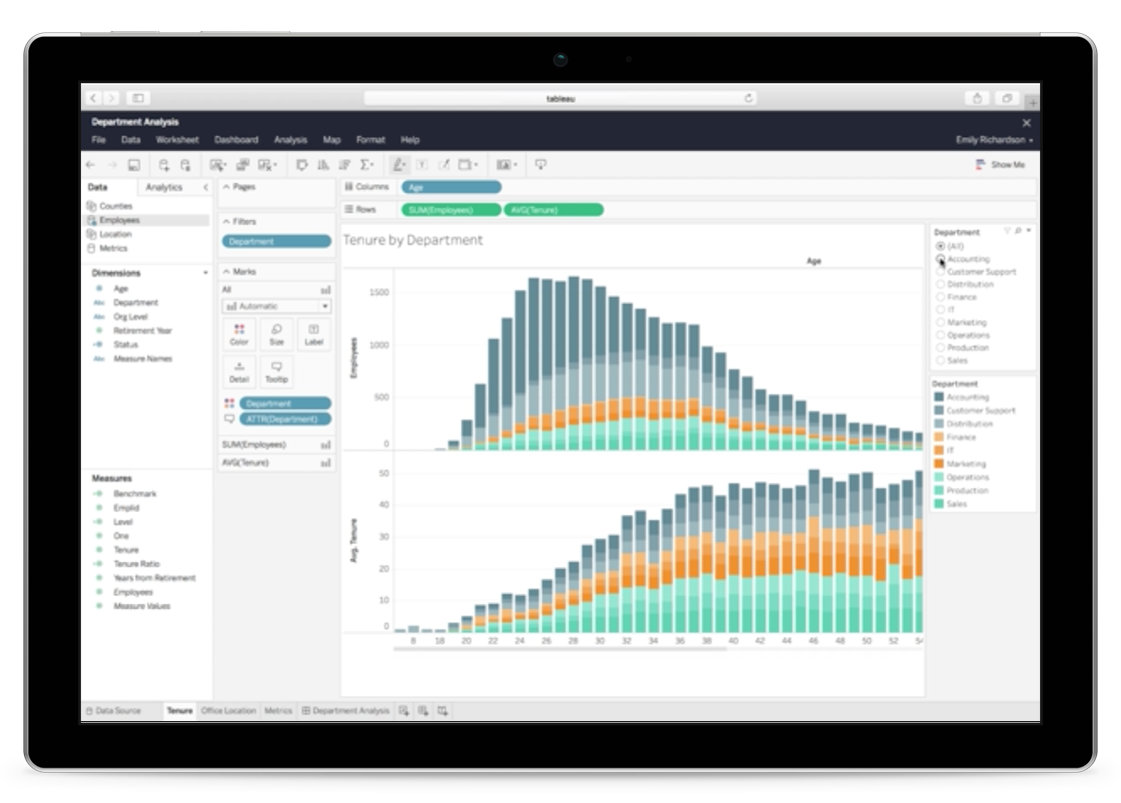 tableau
Department Analysis
File Data Worksheet Dashboard Analysis Map Format Help
Emily Richardson
Show Me
Data Analytics
Counties
Employees
Location
Metrics
Dimensions
Age
Abc Department
Abc Org Level
Retirement Year
Abc Status
Abc Measure Names
Measures
Benchmark
Emplid
Level
One
Tenure
Tenure Ratio
Years from Retirement
Employees
Measure Values
Pages
Filters
Department
Marks
All
Automatic
Color Size Label
Detail Tooltip
Department
ATTR(Department)
SUM(Employees)
AVG(Tenure)
Columns Age
Rows SUM(Employees) AVG(Tenure)
Tenure by Department
Age
Employees
1500
1000
500
0
Avg. Tenure
50
40
30
20
10
0
8 18 20 22 24 26 28 30 32 34 36 38 40 42 44 46 48 50 52 54
Department
(All)
Accounting
Customer Support
Distribution
Finance
IT
Marketing
Operations
Production
Sales
Department
Accounting
Customer Support
Distribution
Finance
IT
Marketing
Operations
Production
Sales
Data Source Tenure Office Location Metrics Department Analysis